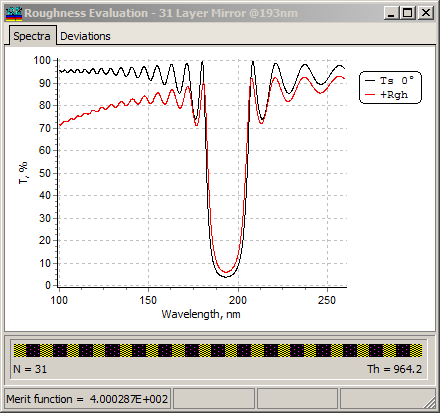 Roughness Evaluation - 31 Layer Mirror @193nm
Spectra Deviations
100
90
80
70
60
50
40
30
20
10
0
T, %
100 150 200 250
Wavelength, nm
Ts 0°
+Rgh
N = 31 Th = 964.2
Merit function = 4.000287E+002